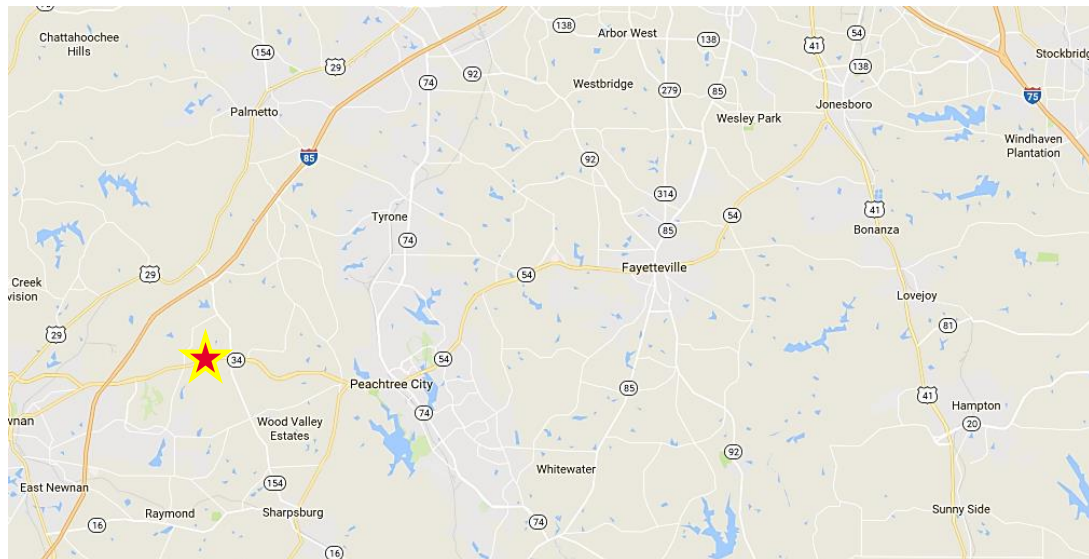 Chattahoochee
Hills
154
29
74
92
138
Arbor West
138
41
54
138
Stockbridg
Westbridge
279
85
Wesley Park
Jonesboro
75
Windhaven
Plantation
Palmetto
85
92
314
Tyrone
74
85
54
41
Bonanza
Creek
vision
29
54
Fayetteville
Lovejoy
29
81
34
54
Peachtree City
85
41
wnan
74
Hampton
20
Wood Valley
Estates
92
Whitewater
East Newnan
154
Raymond
Sharpsburg
16
74
Sunny Side
16